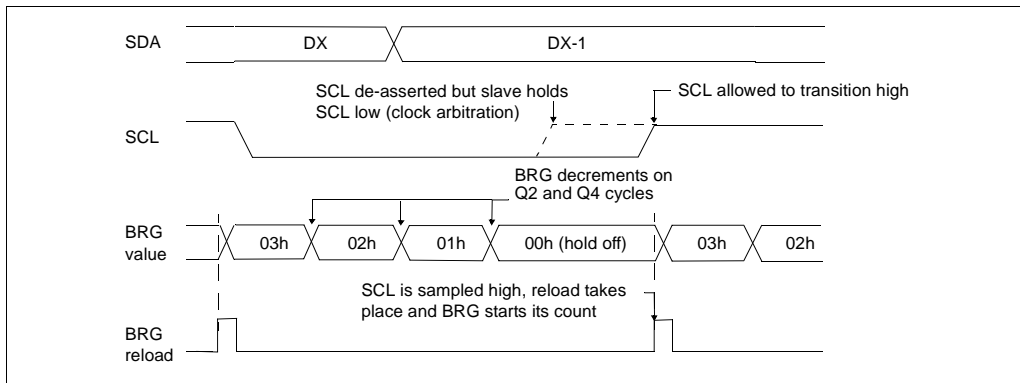 SDA
DX
DX-1
SCL de-asserted but slave holds
SCL low (clock arbitration)
SCL allowed to transition high
SCL
BRG decrements on
Q2 and Q4 cycles
BRG
value
03h
02h
01h
00h (hold off)
03h
02h
SCL is sampled high, reload takes
place and BRG starts its count
BRG
reload